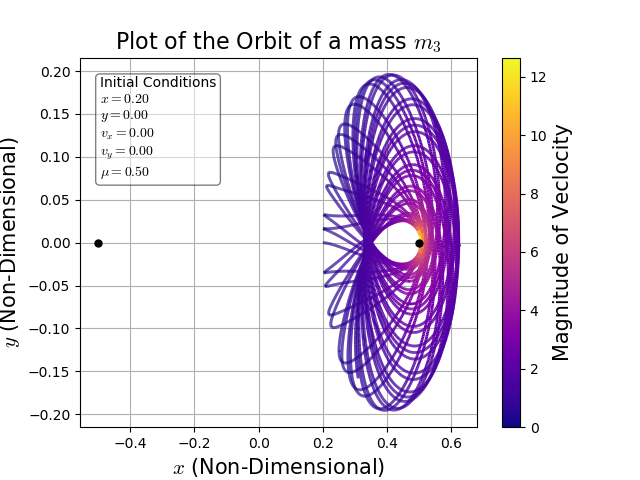 Plot of the Orbit of a mass m₃
Initial Conditions
x = 0.20
y = 0.00
vₓ = 0.00
v_y = 0.00
μ = 0.50
0.20
0.15
0.10
0.05
0.00
−0.05
−0.10
−0.15
−0.20
y (Non-Dimensional)
−0.4 −0.2 0.0 0.2 0.4 0.6
x (Non-Dimensional)
12
10
8
6
4
2
0
Magnitude of Veclocity